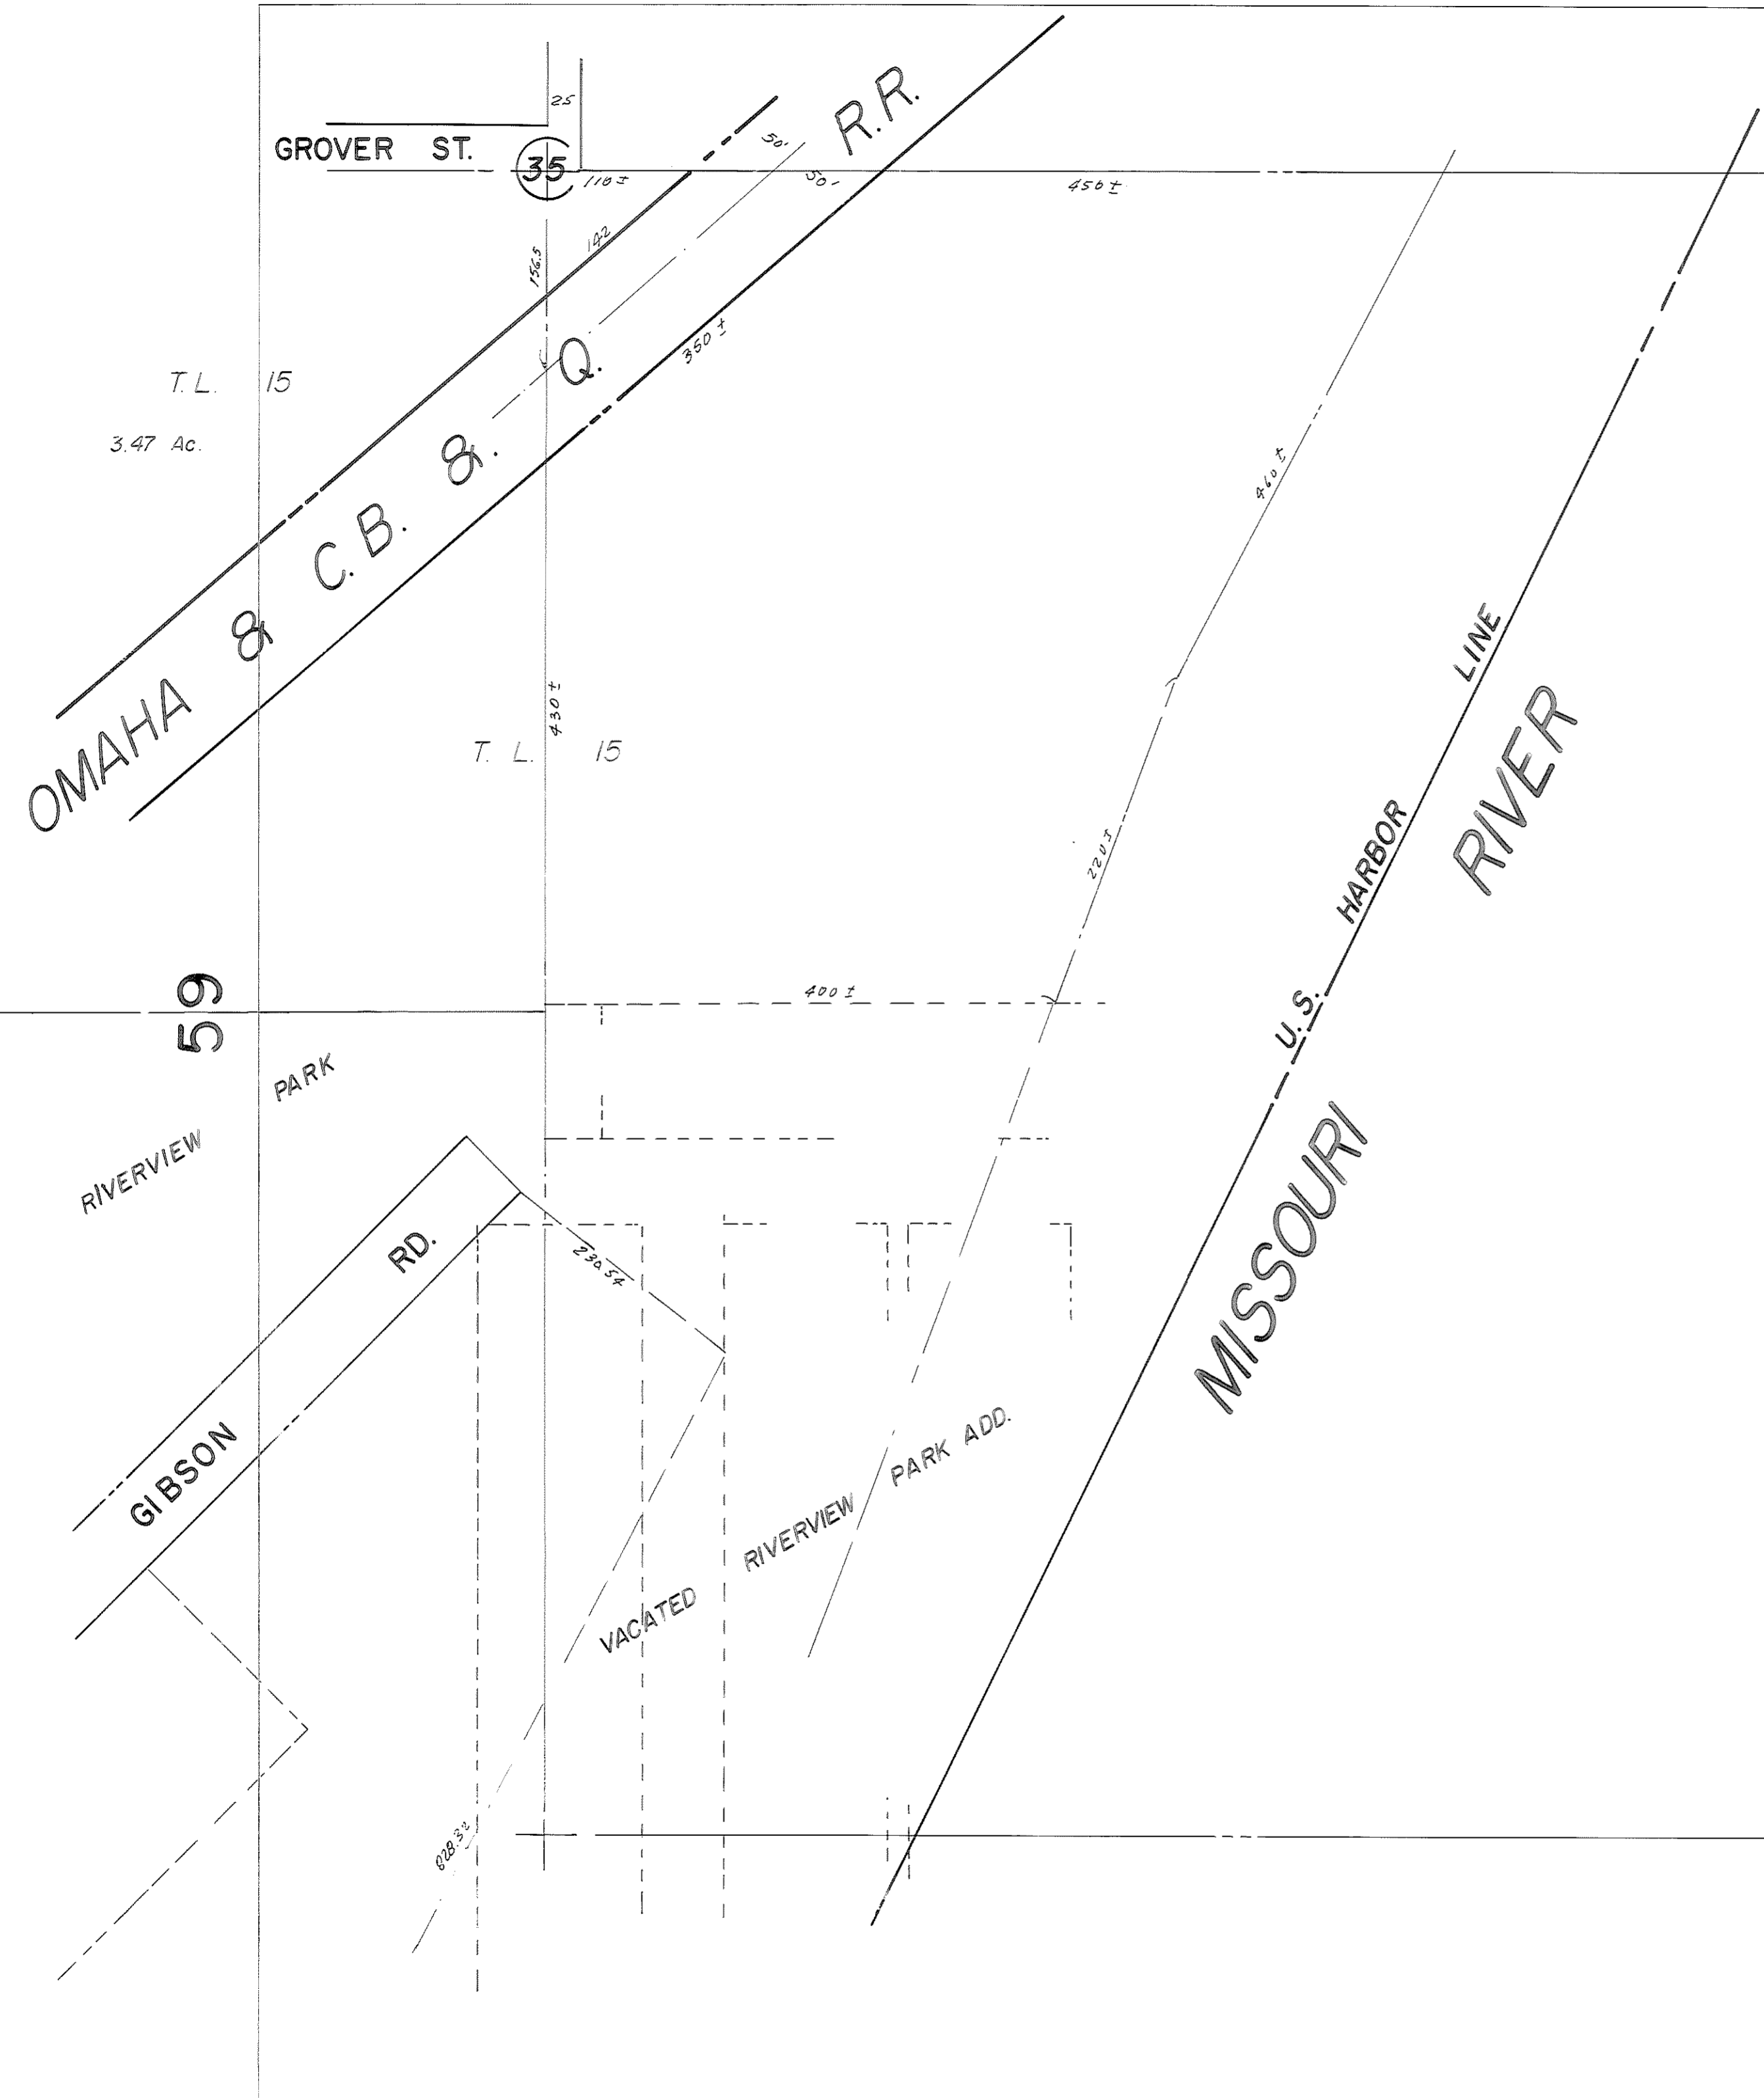 25
GROVER ST.
35
110±
50'
50'
R.R.
450±
156.5
142
350±
T.L. 15
3.47 Ac.
OMAHA & C.B. & Q.
460±
430±
T. L. 15
220±
U.S. HARBOR LINE
MISSOURI RIVER
59
400±
RIVERVIEW PARK
GIBSON RD.
230.54
VACATED RIVERVIEW PARK ADD.
828.32